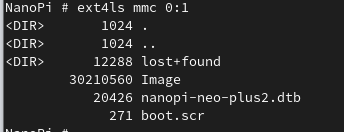 NanoPi # ext4ls mmc 0:1
<DIR>       1024 .
<DIR>       1024 ..
<DIR>      12288 lost+found
        30210560 Image
           20426 nanopi-neo-plus2.dtb
             271 boot.scr
NanoPi #